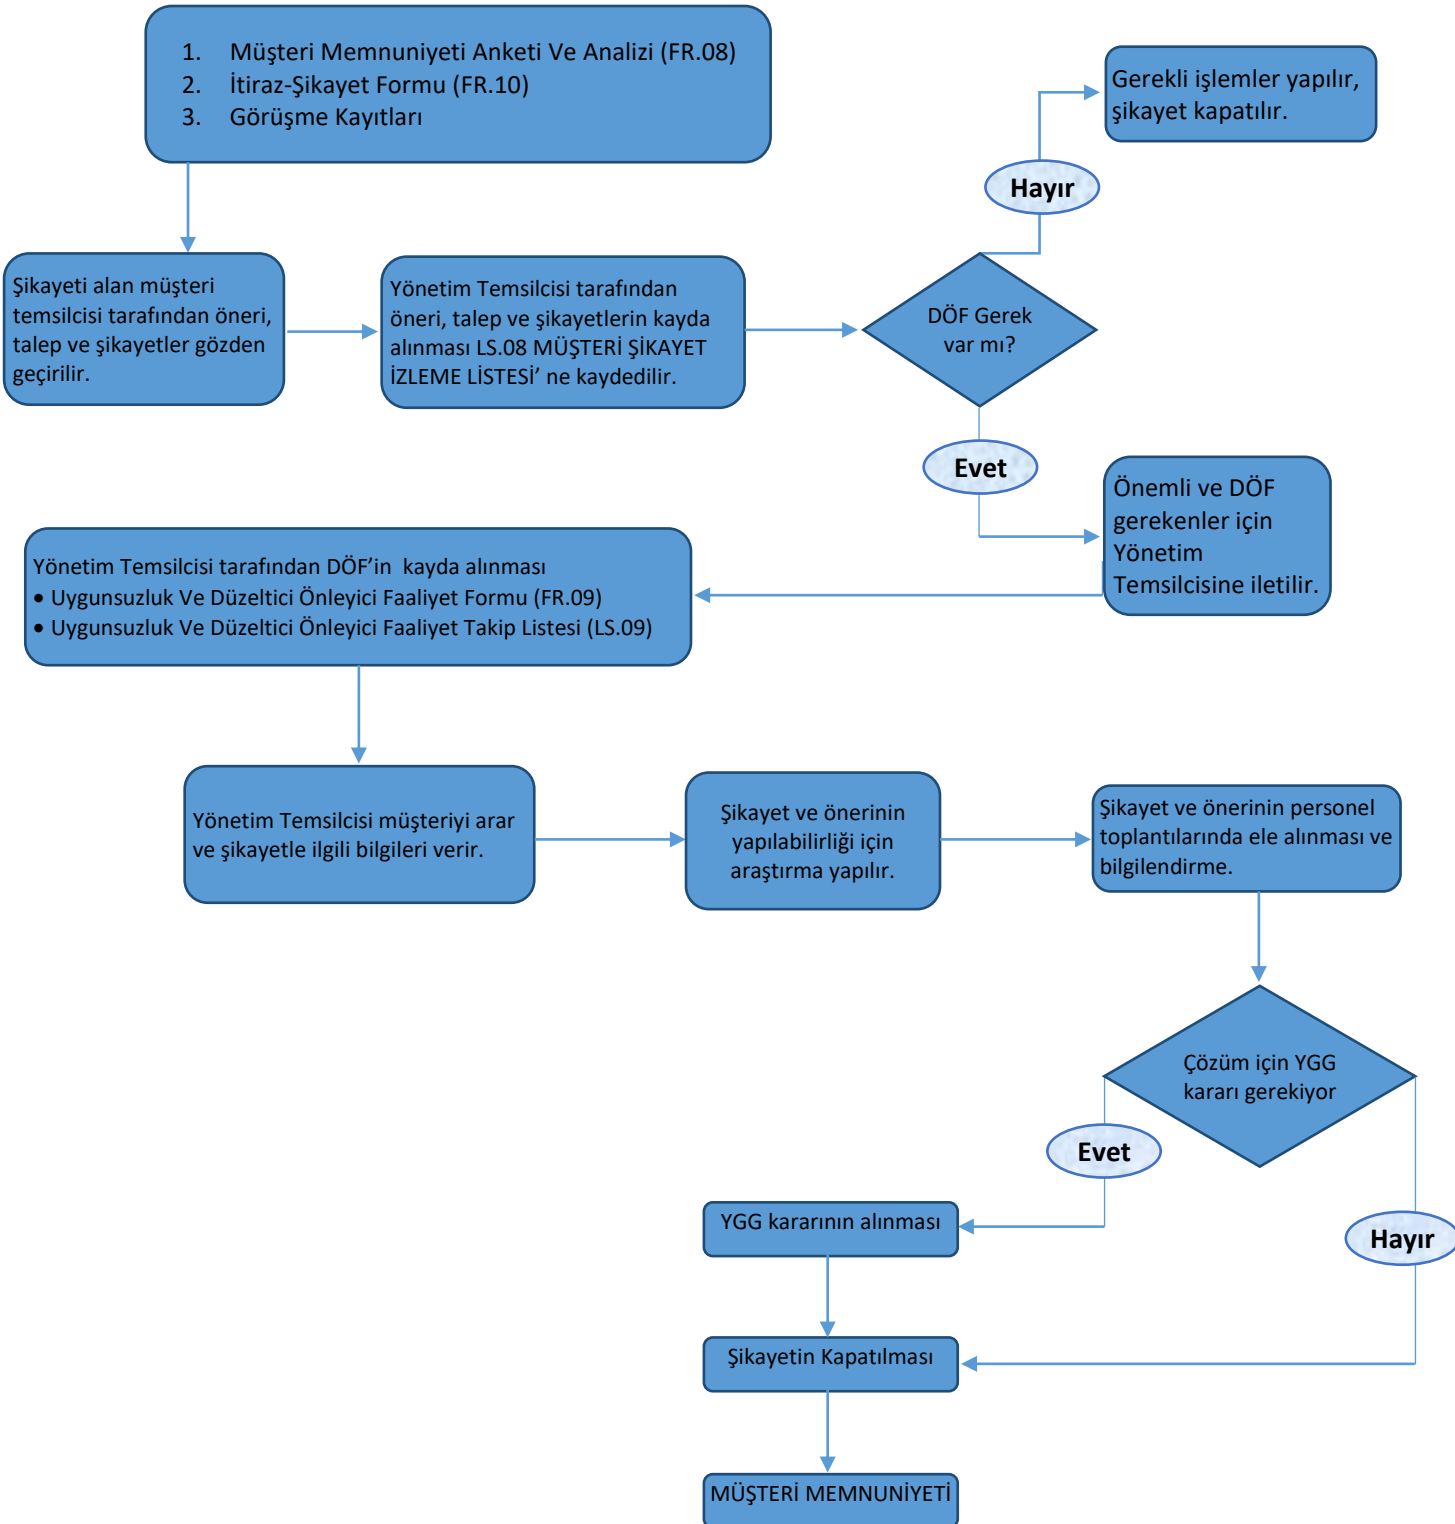 1. Müşteri Memnuniyeti Anketi Ve Analizi (FR.08)
2. İtiraz-Şikayet Formu (FR.10)
3. Görüşme Kayıtları
Gerekli işlemler yapılır,
şikayet kapatılır.
Hayır
Şikayeti alan müşteri
temsilcisi tarafından öneri,
talep ve şikayetler gözden
geçirilir.
Yönetim Temsilcisi tarafından
öneri, talep ve şikayetlerin kayda
alınması LS.08 MÜŞTERİ ŞİKAYET
İZLEME LİSTESİ’ ne kaydedilir.
DÖF Gerek
var mı?
Evet
Önemli ve DÖF
gerekenler için
Yönetim
Temsilcisine iletilir.
Yönetim Temsilcisi tarafından DÖF’in  kayda alınması
• Uygunsuzluk Ve Düzeltici Önleyici Faaliyet Formu (FR.09)
• Uygunsuzluk Ve Düzeltici Önleyici Faaliyet Takip Listesi (LS.09)
Yönetim Temsilcisi müşteriyi arar
ve şikayetle ilgili bilgileri verir.
Şikayet ve önerinin
yapılabilirliği için
araştırma yapılır.
Şikayet ve önerinin personel
toplantılarında ele alınması ve
bilgilendirme.
Çözüm için YGG
kararı gerekiyor
Evet
YGG kararının alınması
Hayır
Şikayetin Kapatılması
MÜŞTERİ MEMNUNİYETİ